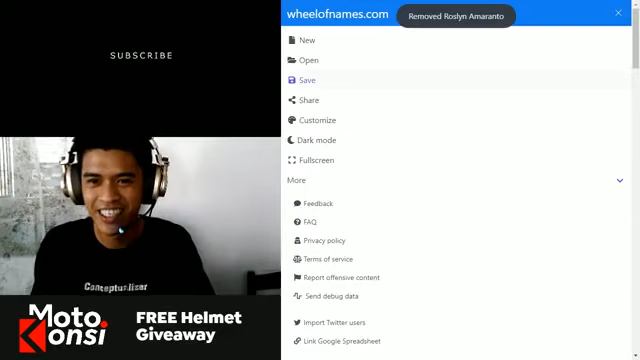 SUBSCRIBE
wheelofnames.com
Removed Roslyn Amaranto
New
Open
Save
Share
Customize
Dark mode
Fullscreen
More
Feedback
FAQ
Privacy policy
Terms of service
Report offensive content
Send debug data
Import Twitter users
Link Google Spreadsheet
Conceptualizer
Moto
Konsi
FREE Helmet
Giveaway